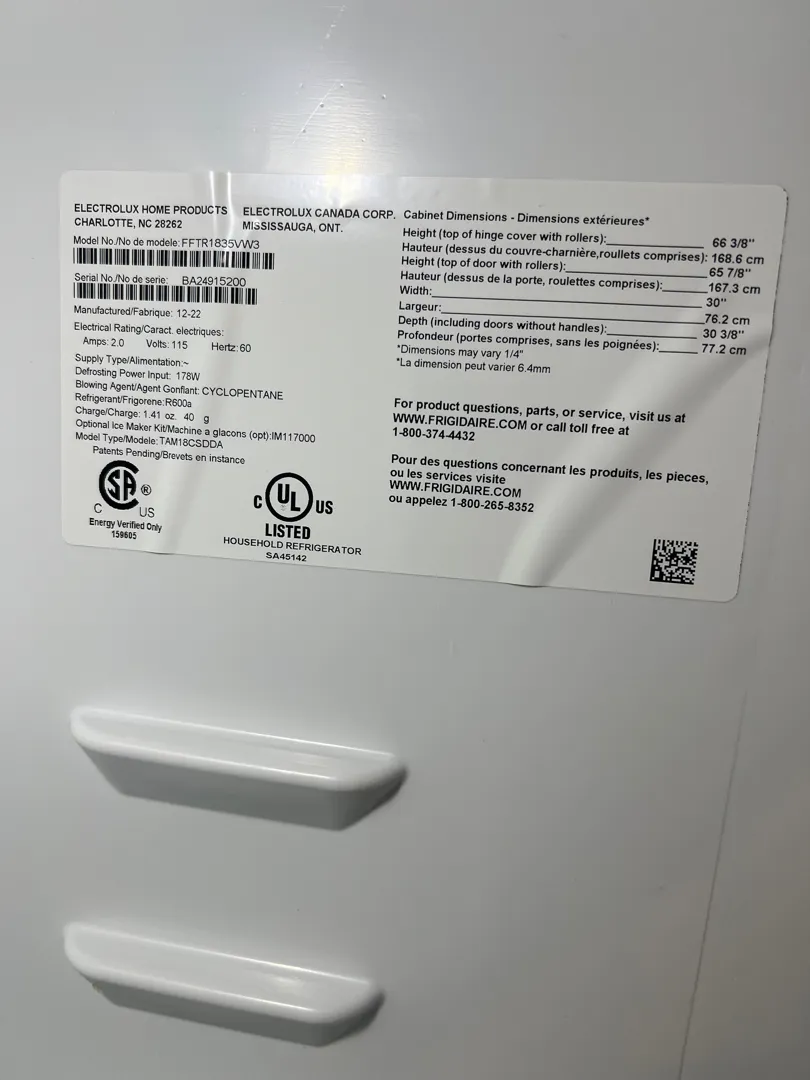 ELECTROLUX HOME PRODUCTS
CHARLOTTE, NC 28262
ELECTROLUX CANADA CORP.
MISSISSAUGA, ONT.
Model No./No de modele: FFTR1835VW3
Serial No./No de serie: BA24915200
Manufactured/Fabrique: 12-22
Electrical Rating/Caract. electriques:
Amps: 2.0 Volts: 115 Hertz: 60
Supply Type/Alimentation:~
Defrosting Power Input: 178W
Blowing Agent/Agent Gonflant: CYCLOPENTANE
Refrigerant/Frigorene:R600a
Charge/Charge: 1.41 oz. 40 g
Optional Ice Maker Kit/Machine a glacons (opt):IM117000
Model Type/Modele: TAM18CSDDA
Patents Pending/Brevets en instance
SA ®
C US
Energy Verified Only
159605
C UL ® US
LISTED
HOUSEHOLD REFRIGERATOR
SA45142
Cabinet Dimensions - Dimensions extérieures*
Height (top of hinge cover with rollers):_______________ 66 3/8"
Hauteur (dessus du couvre-charnière,roullets comprises): 168.6 cm
Height (top of door with rollers):_____________________ 65 7/8"
Hauteur (dessus de la porte, roulettes comprises):_______167.3 cm
Width:__________________________________________ 30"
Largeur:________________________________________76.2 cm
Depth (including doors without handles):______________ 30 3/8"
Profondeur (portes comprises, sans les poignées):______ 77.2 cm
*Dimensions may vary 1/4"
*La dimension peut varier 6.4mm
For product questions, parts, or service, visit us at
WWW.FRIGIDAIRE.COM or call toll free at
1-800-374-4432
Pour des questions concernant les produits, les pieces,
ou les services visite
WWW.FRIGIDAIRE.COM
ou appelez 1-800-265-8352